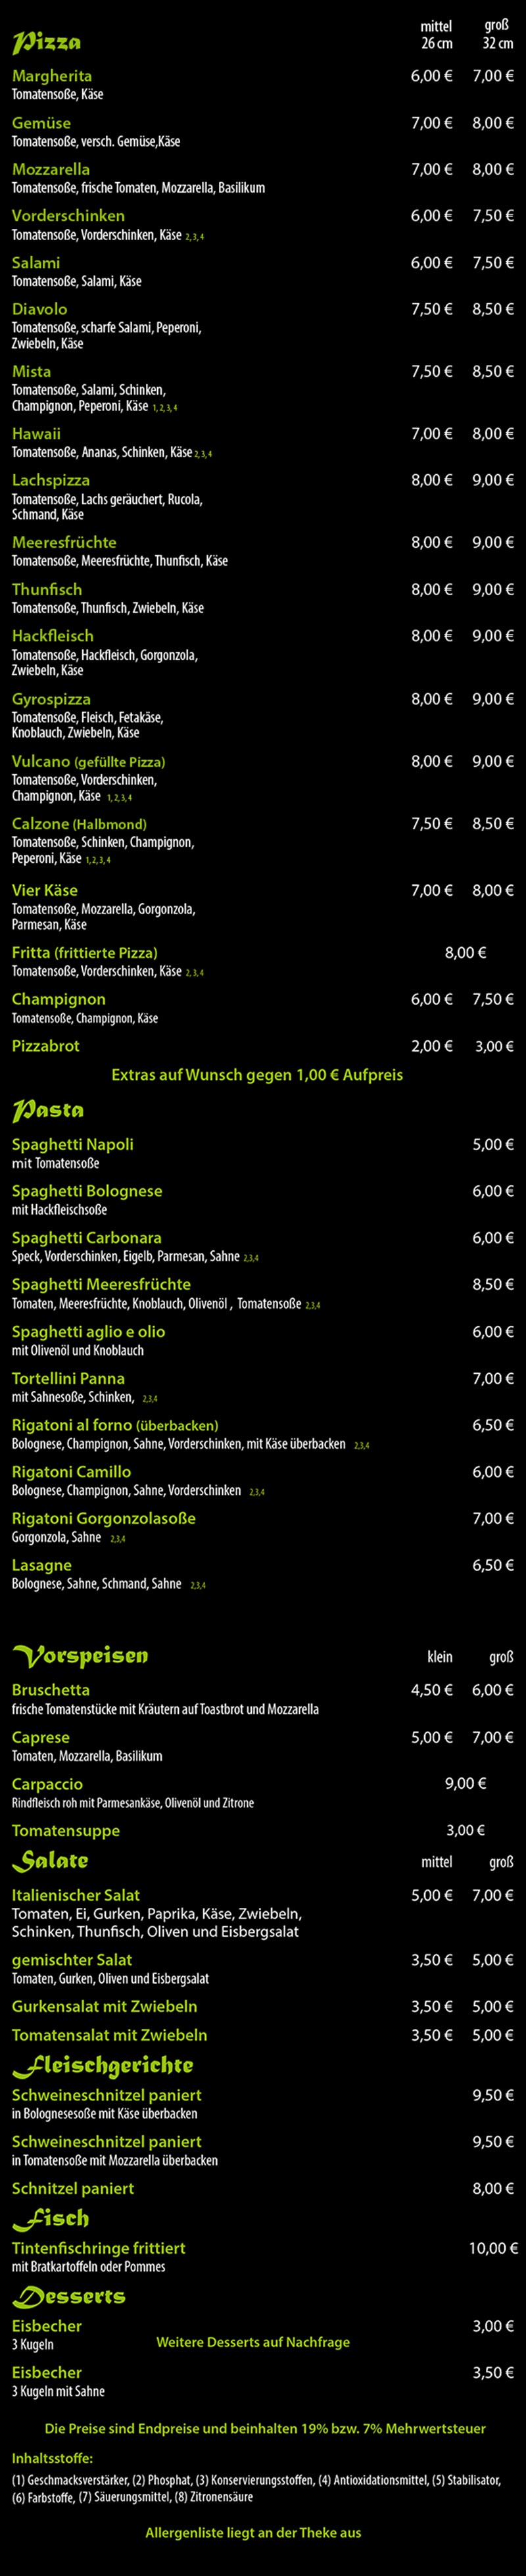 mittel groß
Pizza 26 cm 32 cm
Margherita 6,00 € 7,00 €
Tomatensoße, Käse
Gemüse 7,00 € 8,00 €
Tomatensoße, versch. Gemüse,Käse
Mozzarella 7,00 € 8,00 €
Tomatensoße, frische Tomaten, Mozzarella, Basilikum
Vorderschinken 6,00 € 7,50 €
Tomatensoße, Vorderschinken, Käse 2, 3, 4
Salami 6,00 € 7,50 €
Tomatensoße, Salami, Käse
Diavolo 7,50 € 8,50 €
Tomatensoße, scharfe Salami, Peperoni,
Zwiebeln, Käse
Mista 7,50 € 8,50 €
Tomatensoße, Salami, Schinken,
Champignon, Peperoni, Käse 1, 2, 3, 4
Hawaii 7,00 € 8,00 €
Tomatensoße, Ananas, Schinken, Käse 2, 3, 4
Lachspizza 8,00 € 9,00 €
Tomatensoße, Lachs geräuchert, Rucola,
Schmand, Käse
Meeresfrüchte 8,00 € 9,00 €
Tomatensoße, Meeresfrüchte, Thunfisch, Käse
Thunfisch 8,00 € 9,00 €
Tomatensoße, Thunfisch, Zwiebeln, Käse
Hackfleisch 8,00 € 9,00 €
Tomatensoße, Hackfleisch, Gorgonzola,
Zwiebeln, Käse
Gyrospizza 8,00 € 9,00 €
Tomatensoße, Fleisch, Fetakäse,
Knoblauch, Zwiebeln, Käse
Vulcano (gefüllte Pizza) 8,00 € 9,00 €
Tomatensoße, Vorderschinken,
Champignon, Käse 1, 2, 3, 4
Calzone (Halbmond) 7,50 € 8,50 €
Tomatensoße, Schinken, Champignon,
Peperoni, Käse 1, 2, 3, 4
Vier Käse 7,00 € 8,00 €
Tomatensoße, Mozzarella, Gorgonzola,
Parmesan, Käse
Fritta (frittierte Pizza) 8,00 €
Tomatensoße, Vorderschinken, Käse 2, 3, 4
Champignon 6,00 € 7,50 €
Tomatensoße, Champignon, Käse
Pizzabrot 2,00 € 3,00 €
Extras auf Wunsch gegen 1,00 € Aufpreis
Pasta
Spaghetti Napoli 5,00 €
mit Tomatensoße
Spaghetti Bolognese 6,00 €
mit Hackfleischsoße
Spaghetti Carbonara 6,00 €
Speck, Vorderschinken, Eigelb, Parmesan, Sahne 2,3,4
Spaghetti Meeresfrüchte 8,50 €
Tomaten, Meeresfrüchte, Knoblauch, Olivenöl , Tomatensoße 2,3,4
Spaghetti aglio e olio 6,00 €
mit Olivenöl und Knoblauch
Tortellini Panna 7,00 €
mit Sahnesoße, Schinken, 2,3,4
Rigatoni al forno (überbacken) 6,50 €
Bolognese, Champignon, Sahne, Vorderschinken, mit Käse überbacken 2,3,4
Rigatoni Camillo 6,00 €
Bolognese, Champignon, Sahne, Vorderschinken 2,3,4
Rigatoni Gorgonzolasoße 7,00 €
Gorgonzola, Sahne 2,3,4
Lasagne 6,50 €
Bolognese, Sahne, Schmand, Sahne 2,3,4
Vorspeisen klein groß
Bruschetta 4,50 € 6,00 €
frische Tomatenstücke mit Kräutern auf Toastbrot und Mozzarella
Caprese 5,00 € 7,00 €
Tomaten, Mozzarella, Basilikum
Carpaccio 9,00 €
Rindfleisch roh mit Parmesankäse, Olivenöl und Zitrone
Tomatensuppe 3,00 €
Salate mittel groß
Italienischer Salat 5,00 € 7,00 €
Tomaten, Ei, Gurken, Paprika, Käse, Zwiebeln,
Schinken, Thunfisch, Oliven und Eisbergsalat
gemischter Salat 3,50 € 5,00 €
Tomaten, Gurken, Oliven und Eisbergsalat
Gurkensalat mit Zwiebeln 3,50 € 5,00 €
Tomatensalat mit Zwiebeln 3,50 € 5,00 €
Fleischgerichte
Schweineschnitzel paniert 9,50 €
in Bolognesesoße mit Käse überbacken
Schweineschnitzel paniert 9,50 €
in Tomatensoße mit Mozzarella überbacken
Schnitzel paniert 8,00 €
Fisch
Tintenfischringe frittiert 10,00 €
mit Bratkartoffeln oder Pommes
Desserts
Eisbecher 3,00 €
3 Kugeln Weitere Desserts auf Nachfrage
Eisbecher 3,50 €
3 Kugeln mit Sahne
Die Preise sind Endpreise und beinhalten 19% bzw. 7% Mehrwertsteuer
Inhaltsstoffe:
(1) Geschmacksverstärker, (2) Phosphat, (3) Konservierungsstoffen, (4) Antioxidationsmittel, (5) Stabilisator,
(6) Farbstoffe, (7) Säuerungsmittel, (8) Zitronensäure
Allergenliste liegt an der Theke aus